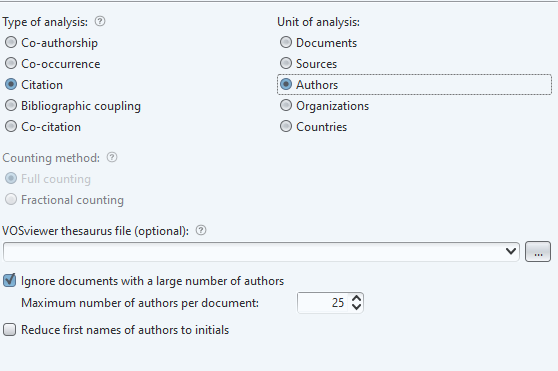 Type of analysis: ? Unit of analysis:
Co-authorship Documents
Co-occurrence Sources
Citation Authors
Bibliographic coupling Organizations
Co-citation Countries
Counting method: ?
Full counting
Fractional counting
VOSviewer thesaurus file (optional): ?
...
Ignore documents with a large number of authors
Maximum number of authors per document: 25
Reduce first names of authors to initials